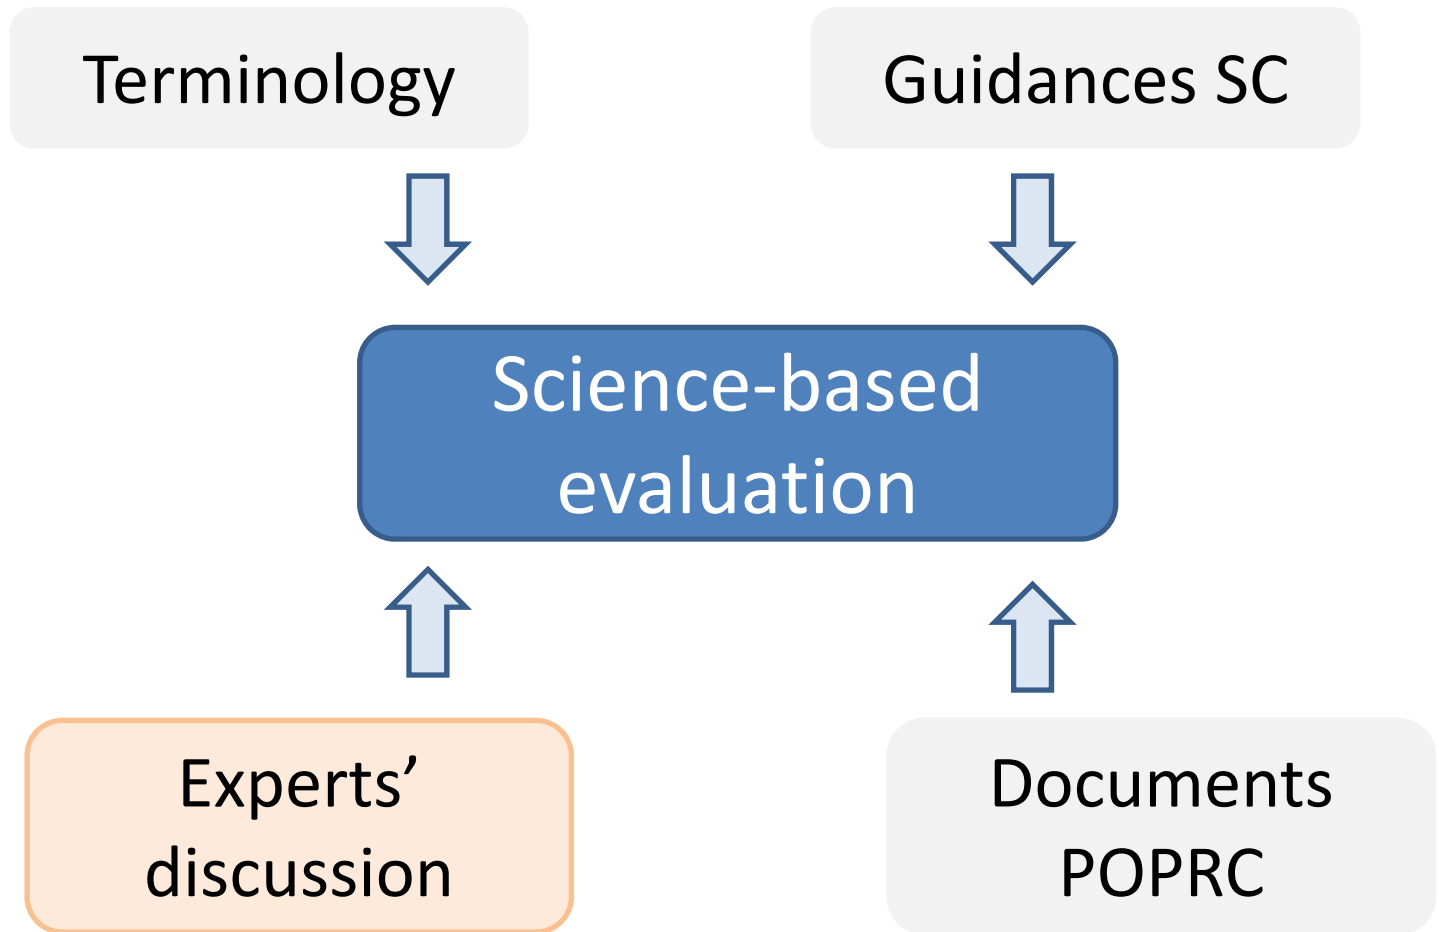 Terminology
Guidances SC
Science-based
evaluation
Experts’
discussion
Documents
POPRC